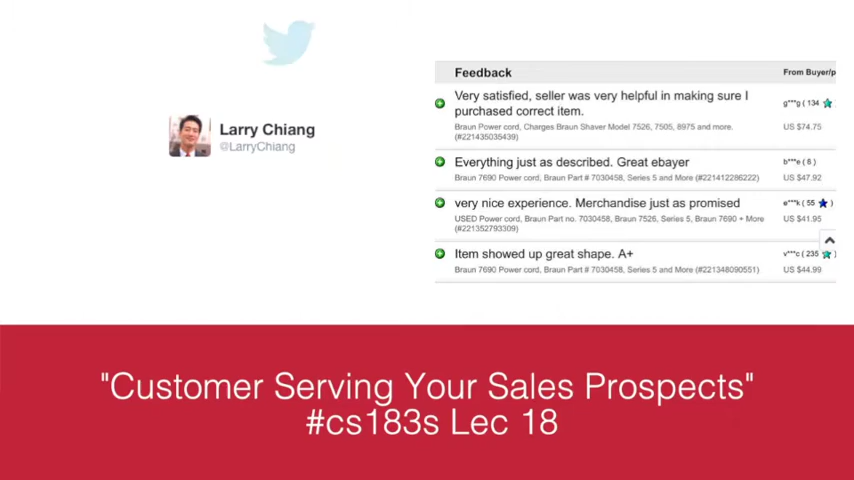 Larry Chiang
@LarryChiang
Feedback
From Buyer/p
Very satisfied, seller was very helpful in making sure I
purchased correct item.
g***g ( 134
Braun Power cord, Charges Braun Shaver Model 7526, 7505, 8975 and more.
(#221435035439)
US $74.75
Everything just as described. Great ebayer
b***e ( 6 )
Braun 7690 Power cord, Braun Part # 7030458, Series 5 and More (#221412286222)
US $47.92
very nice experience. Merchandise just as promised
e***k ( 55 )
USED Power cord, Braun Part no. 7030458, Braun 7526, Series 5, Braun 7690 + More
(#221352793309)
US $41.95
Item showed up great shape. A+
v***c ( 235 )
Braun 7690 Power cord, Braun Part # 7030458, Series 5 and More (#221348090551)
US $44.99
"Customer Serving Your Sales Prospects"
#cs183s Lec 18